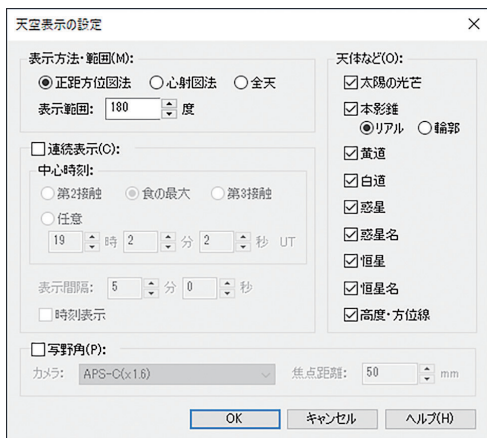 天空表示の設定
表示方法・範囲(M):
正距方位図法 心射図法 全天
表示範囲: 180 度
連続表示(C):
中心時刻:
第2接触 食の最大 第3接触
任意
19 時 2 分 2 秒 UT
表示間隔: 5 分 0 秒
時刻表示
天体など(O):
太陽の光芒
本影錐
リアル 輪郭
黄道
白道
惑星
惑星名
恒星
恒星名
高度・方位線
写野角(P):
カメラ: APS-C(x1.6) 焦点距離: 50 mm
OK キャンセル ヘルプ(H)